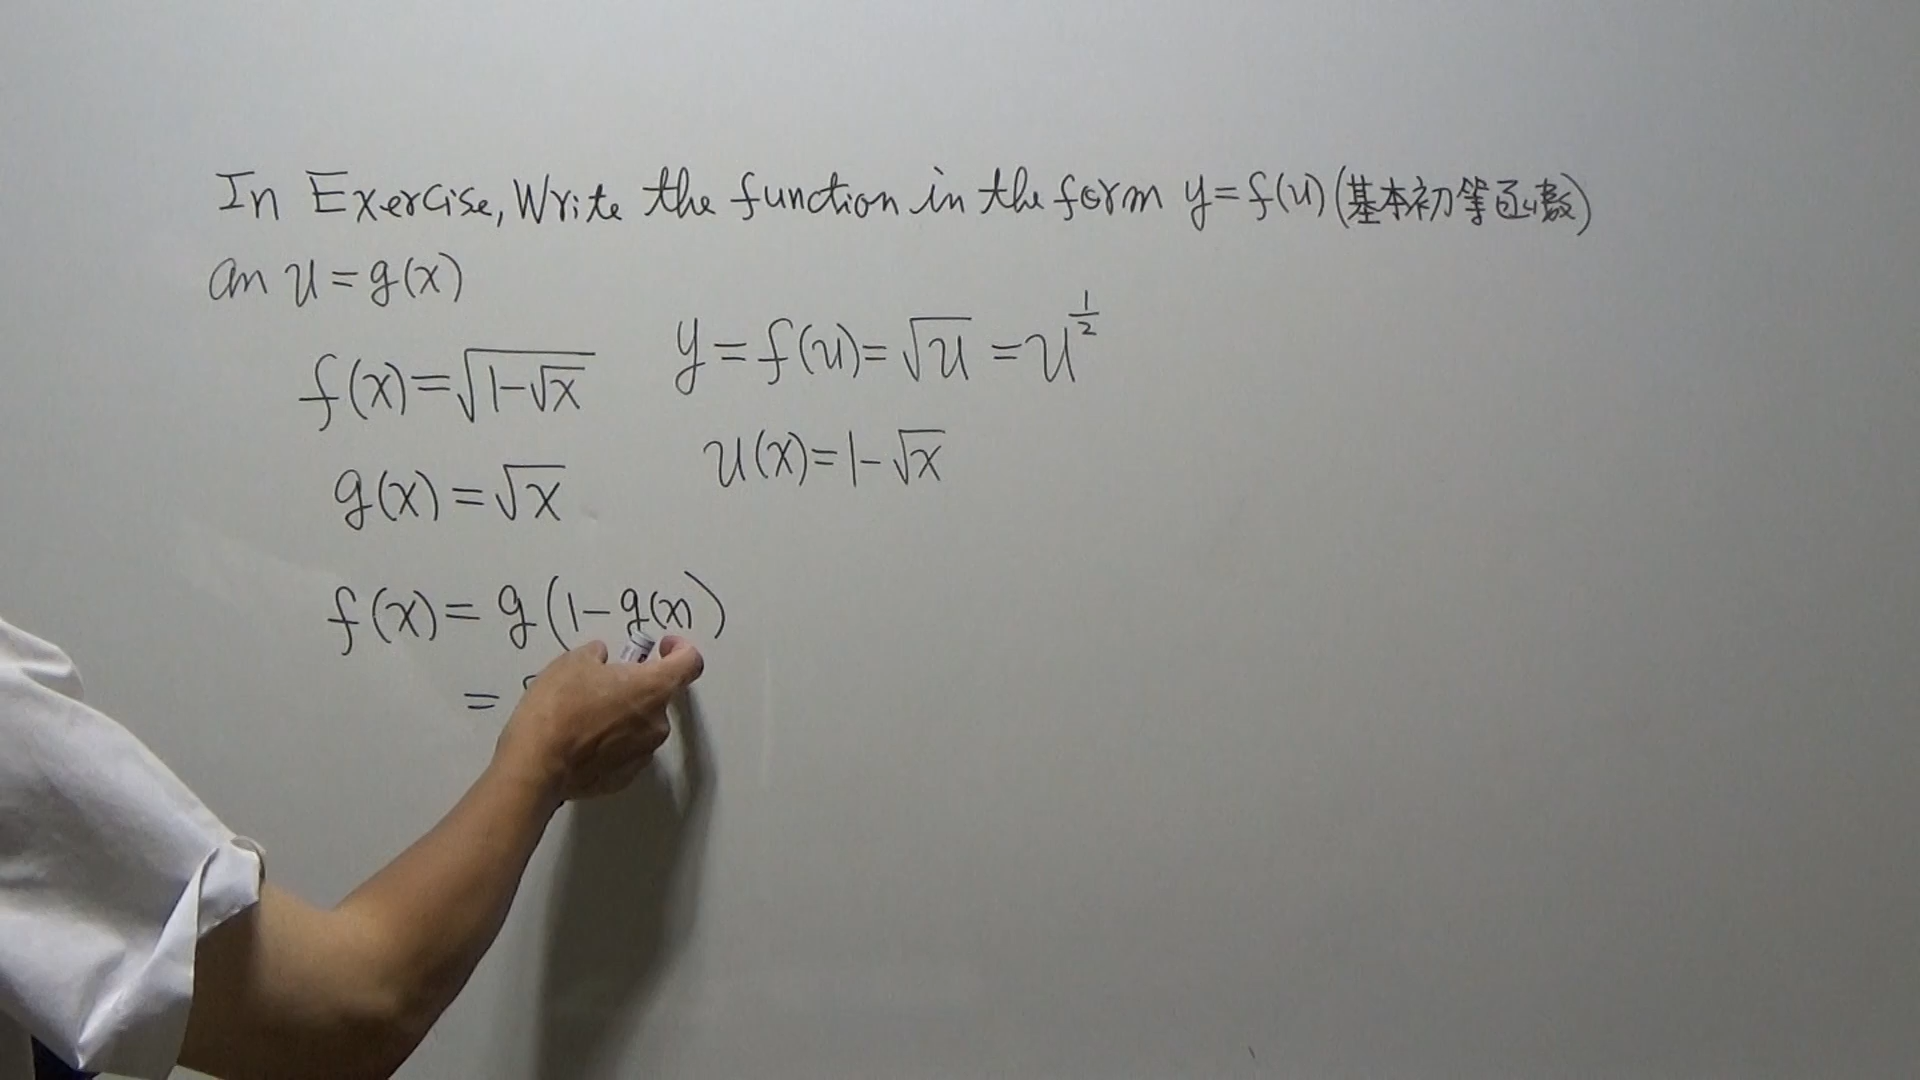 In Exercise, Write the function in the form y=f(u)(基本初等函數)
an u=g(x)
f(x)=√(1-√x)
y=f(u)=√u=u^(1/2)
g(x)=√x
u(x)=1-√x
f(x)=g(1-g(x))
=